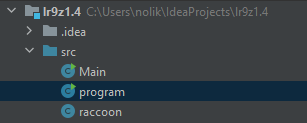 lr9z1.4 C:\Users\nolik\IdeaProjects\lr9z1.4
.idea
src
Main
program
raccoon